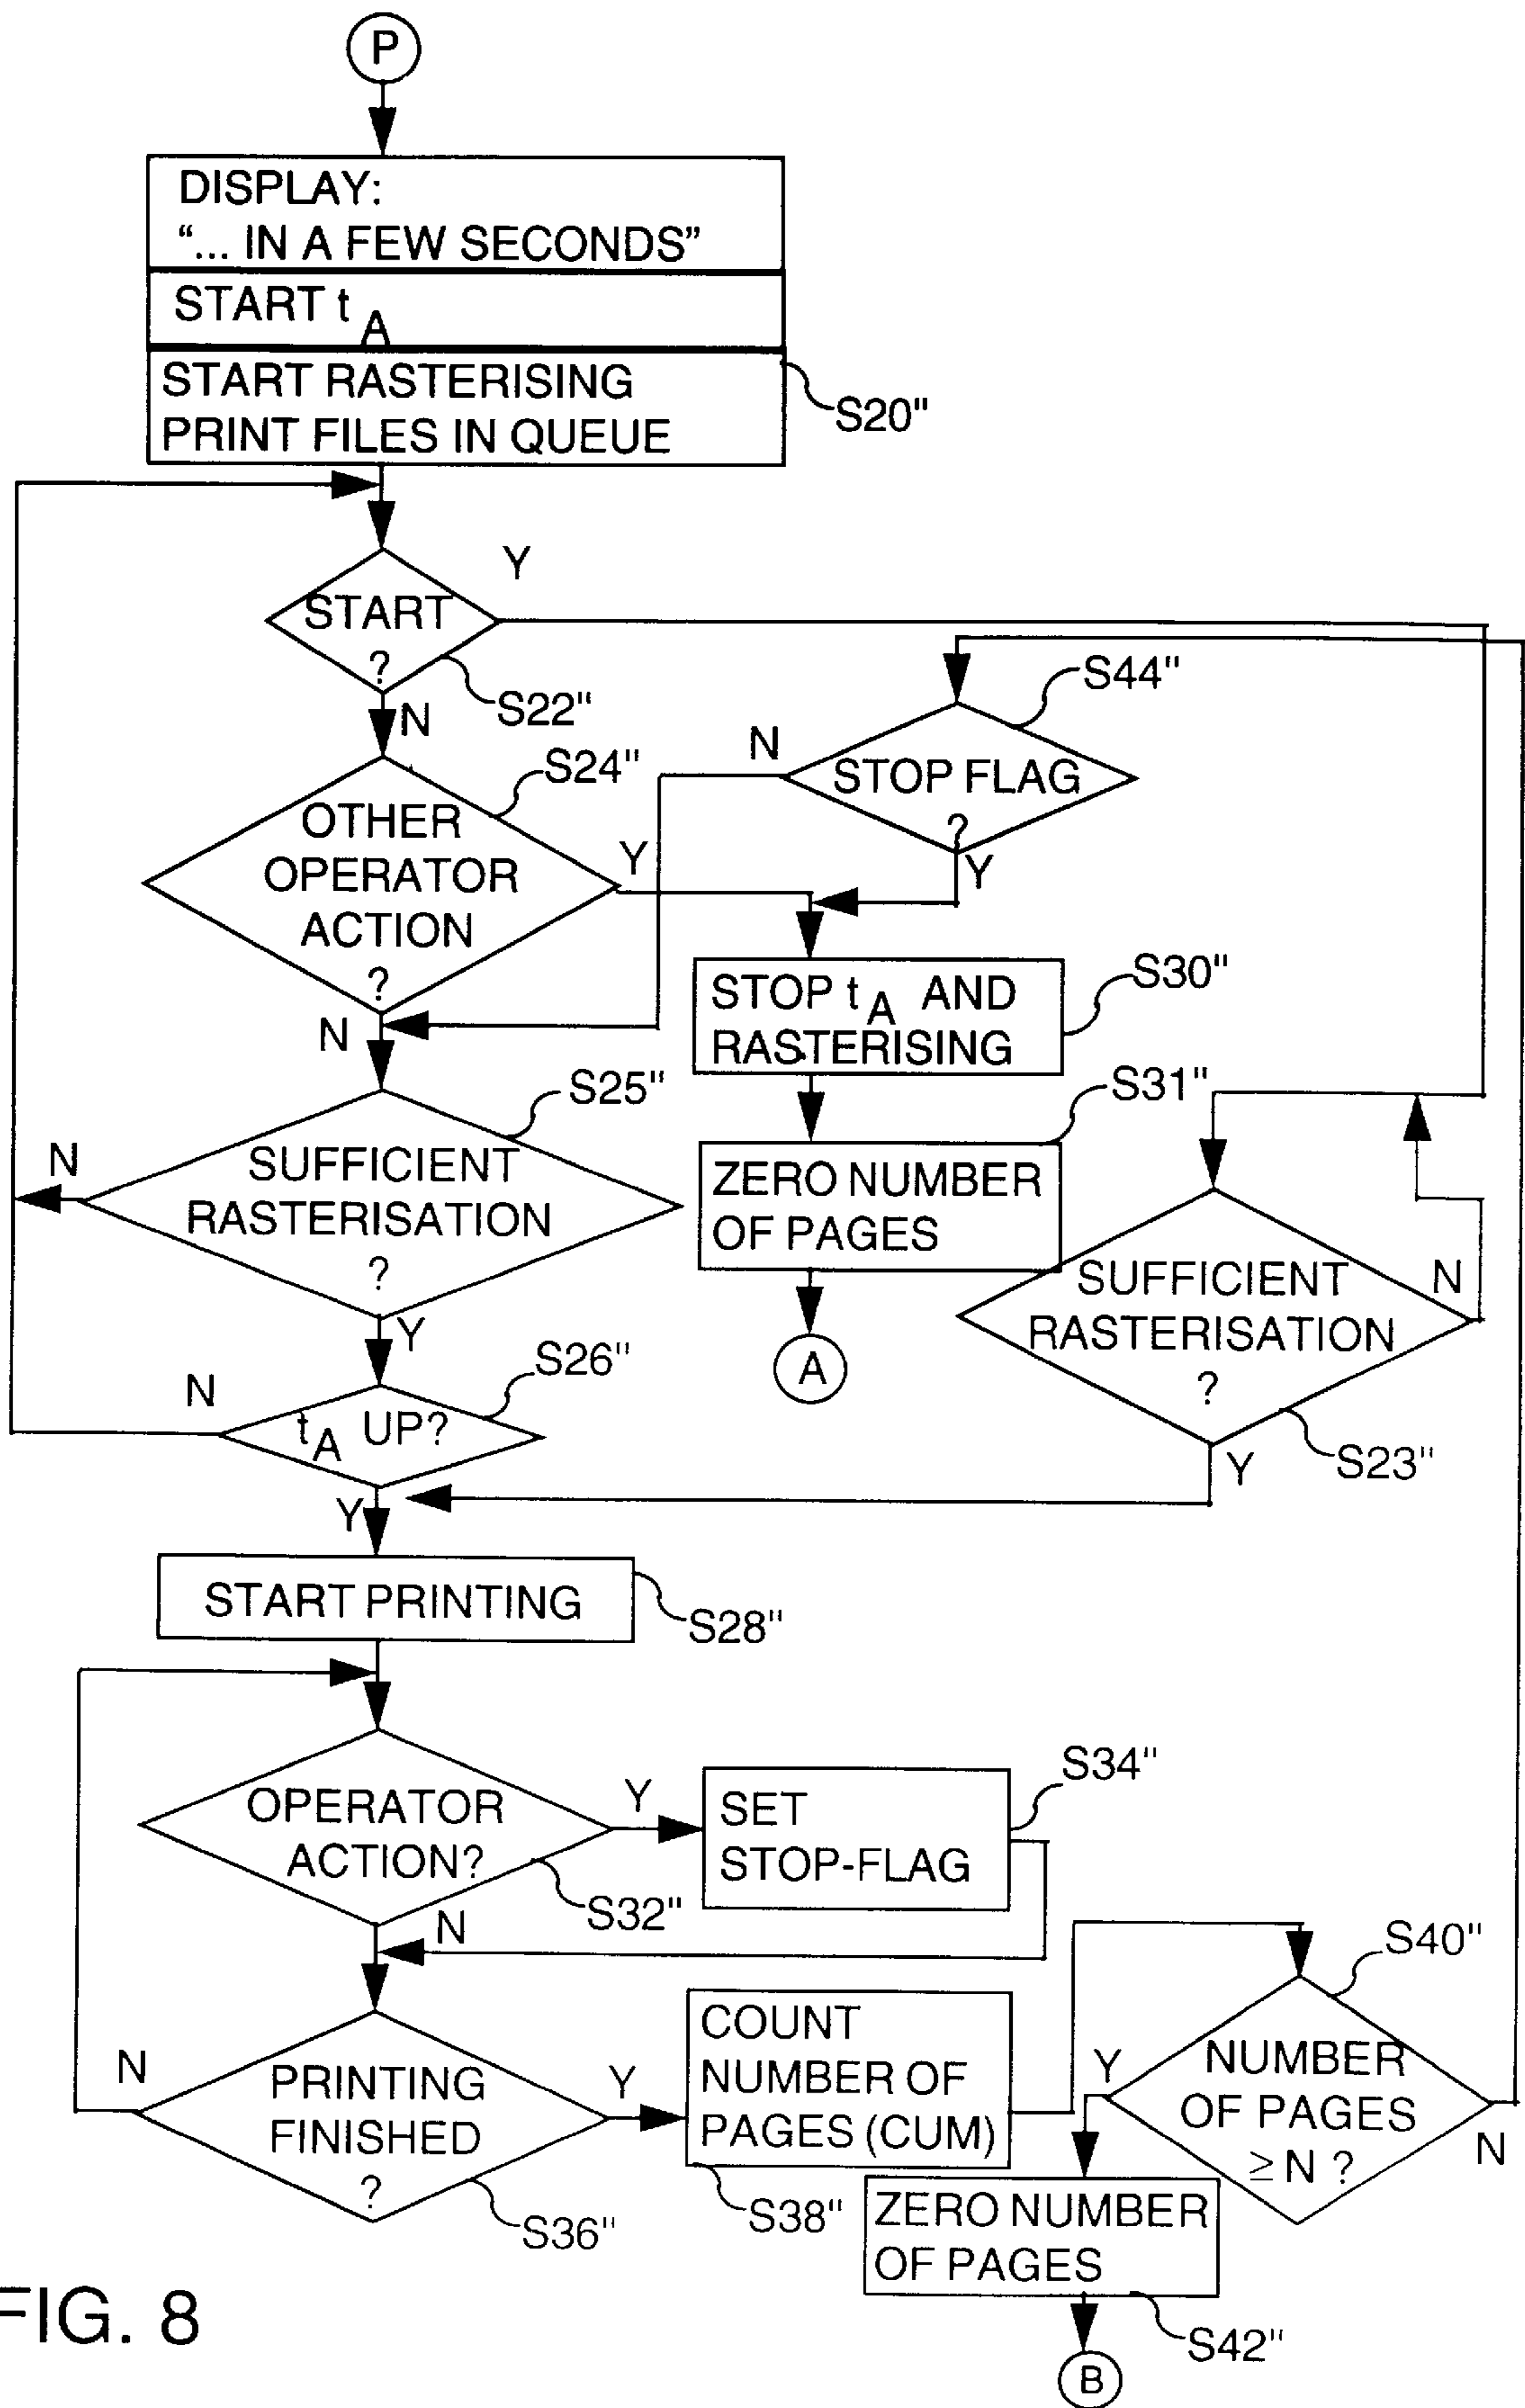 P
DISPLAY:
“... IN A FEW SECONDS”
START t A
START RASTERISING
PRINT FILES IN QUEUE
S20"
START
?
Y
S22"
N
S44"
STOP FLAG
?
N
Y
S24"
OTHER
OPERATOR
ACTION
?
Y
N
S30"
STOP t A AND
RASTERISING
S31"
ZERO NUMBER
OF PAGES
A
S25"
SUFFICIENT
RASTERISATION
?
N
Y
SUFFICIENT
RASTERISATION
?
N
S23"
Y
S26"
t A UP?
N
Y
START PRINTING
S28"
OPERATOR
ACTION?
Y
S32"
N
S34"
SET
STOP-FLAG
PRINTING
FINISHED
?
N
Y
S36"
COUNT
NUMBER OF
PAGES (CUM)
S38"
S40"
NUMBER
OF PAGES
≥ N ?
Y
N
ZERO NUMBER
OF PAGES
S42"
B
FIG. 8